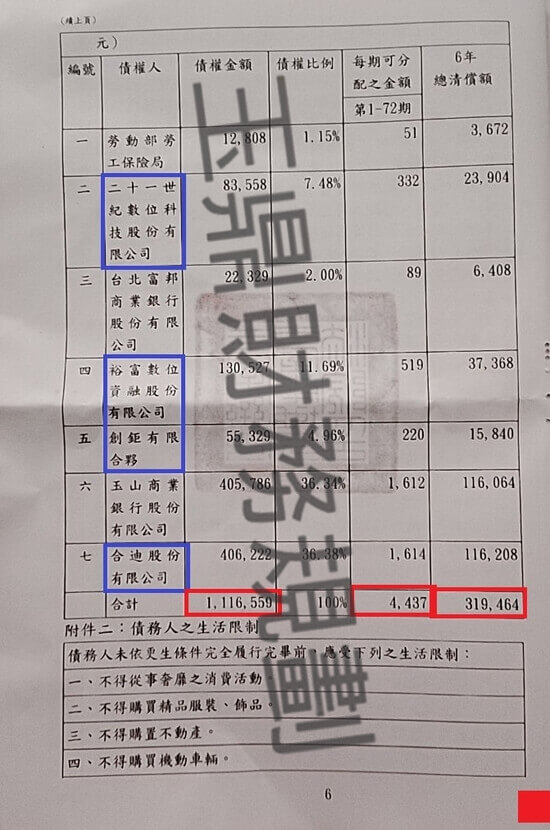 （續上頁）
元）
編號 債權人 債權金額 債權比例 每期可分配之金額 6年總清償額
第1-72期
一 勞動部勞工保險局 12,808 1.15% 51 3,672
二 二十一世紀數位科技股份有限公司 83,558 7.48% 332 23,904
三 台北富邦商業銀行股份有限公司 22,329 2.00% 89 6,408
四 裕富數位資融股份有限公司 130,527 11.69% 519 37,368
五 創鉅有限合夥 55,329 4.96% 220 15,840
六 玉山商業銀行股份有限公司 405,786 36.34% 1,612 116,064
七 合迪股份有限公司 406,222 36.38% 1,614 116,208
合計 1,116,559 100% 4,437 319,464
附件二：債務人之生活限制
債務人未依更生條件完全履行完畢前，應受下列之生活限制：
一、不得從事奢靡之消費活動。
二、不得購買精品服裝、飾品。
三、不得購置不動產。
四、不得購買機動車輛。
6
玉鼎財務規劃